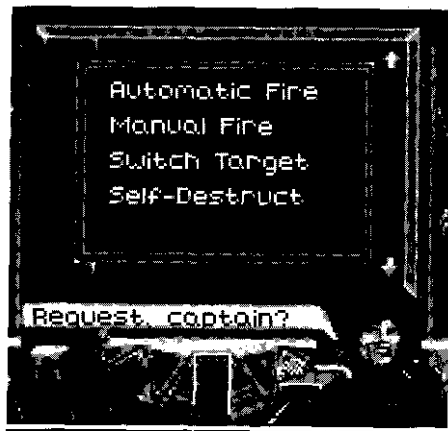 Automatic Fire
Manual Fire
Switch Target
Self-Destruct
Request, captain?